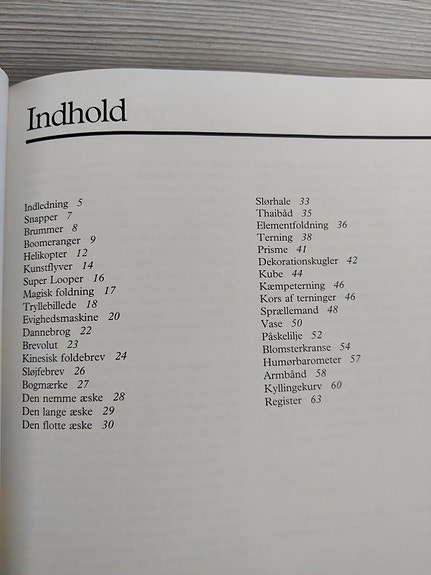 Indhold
Indledning 5
Snapper 7
Brummer 8
Boomeranger 9
Helikopter 12
Kunstflyver 14
Super Looper 16
Magisk foldning 17
Tryllebillede 18
Evighedsmaskine 20
Dannebrog 22
Brevolut 23
Kinesisk foldebrev 24
Sløjfebrev 26
Bogmærke 27
Den nemme æske 28
Den lange æske 29
Den flotte æske 30
Slørhale 33
Thaibåd 35
Elementfoldning 36
Terning 38
Prisme 41
Dekorationskugler 42
Kube 44
Kæmpeterning 46
Kors af terninger 46
Sprællemand 48
Vase 50
Påskelilje 52
Blomsterkranse 54
Humørbarometer 57
Armbånd 58
Kyllingekurv 60
Register 63